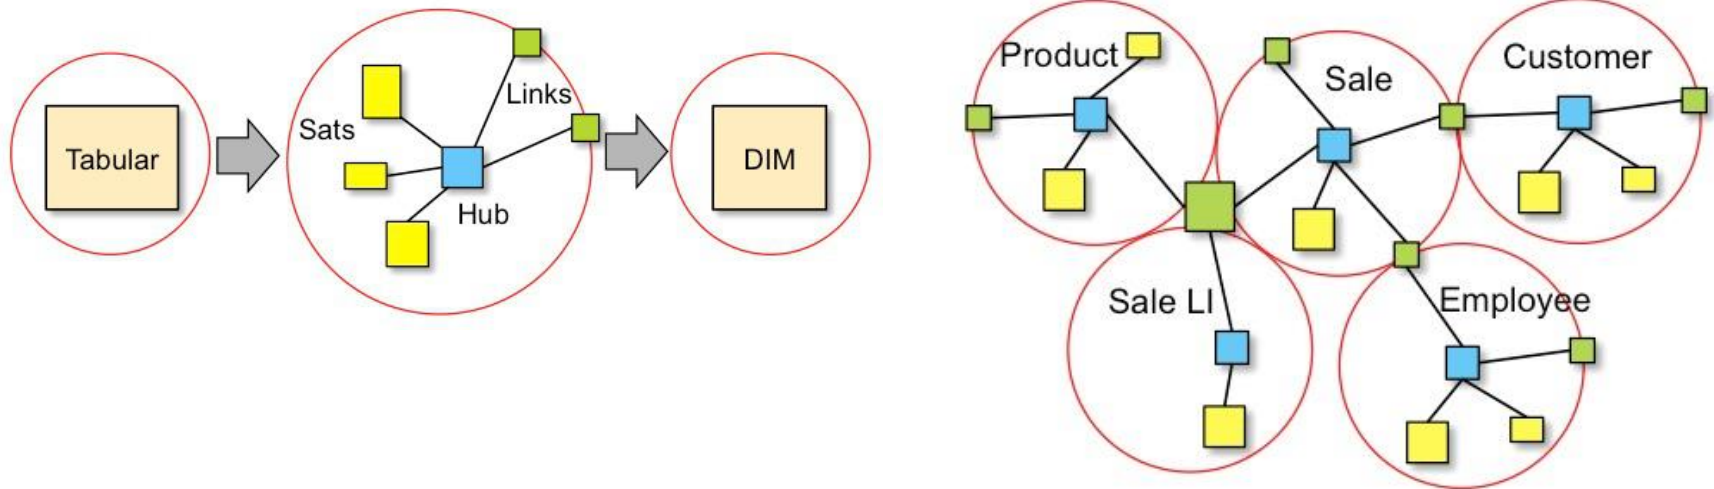 Tabular
Sats
Links
Hub
DIM
Product
Sale
Customer
Sale LI
Employee